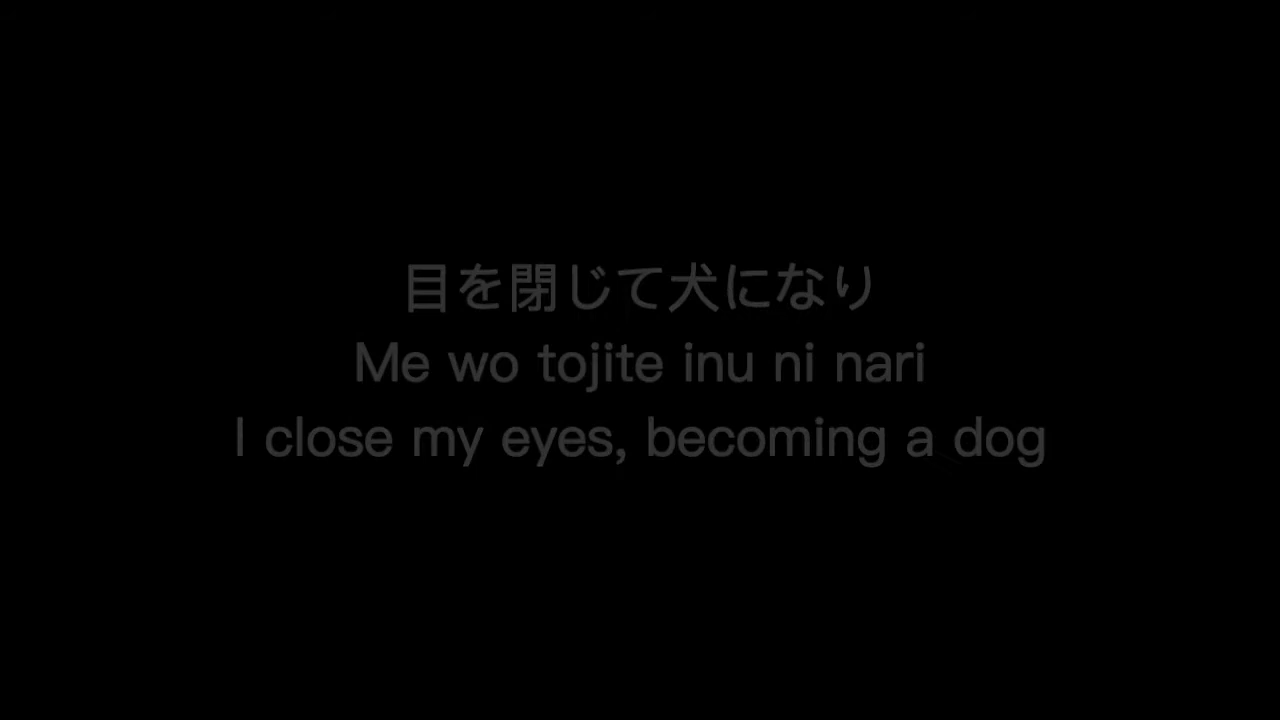 目を閉じて犬になり
Me wo tojite inu ni nari
I close my eyes, becoming a dog